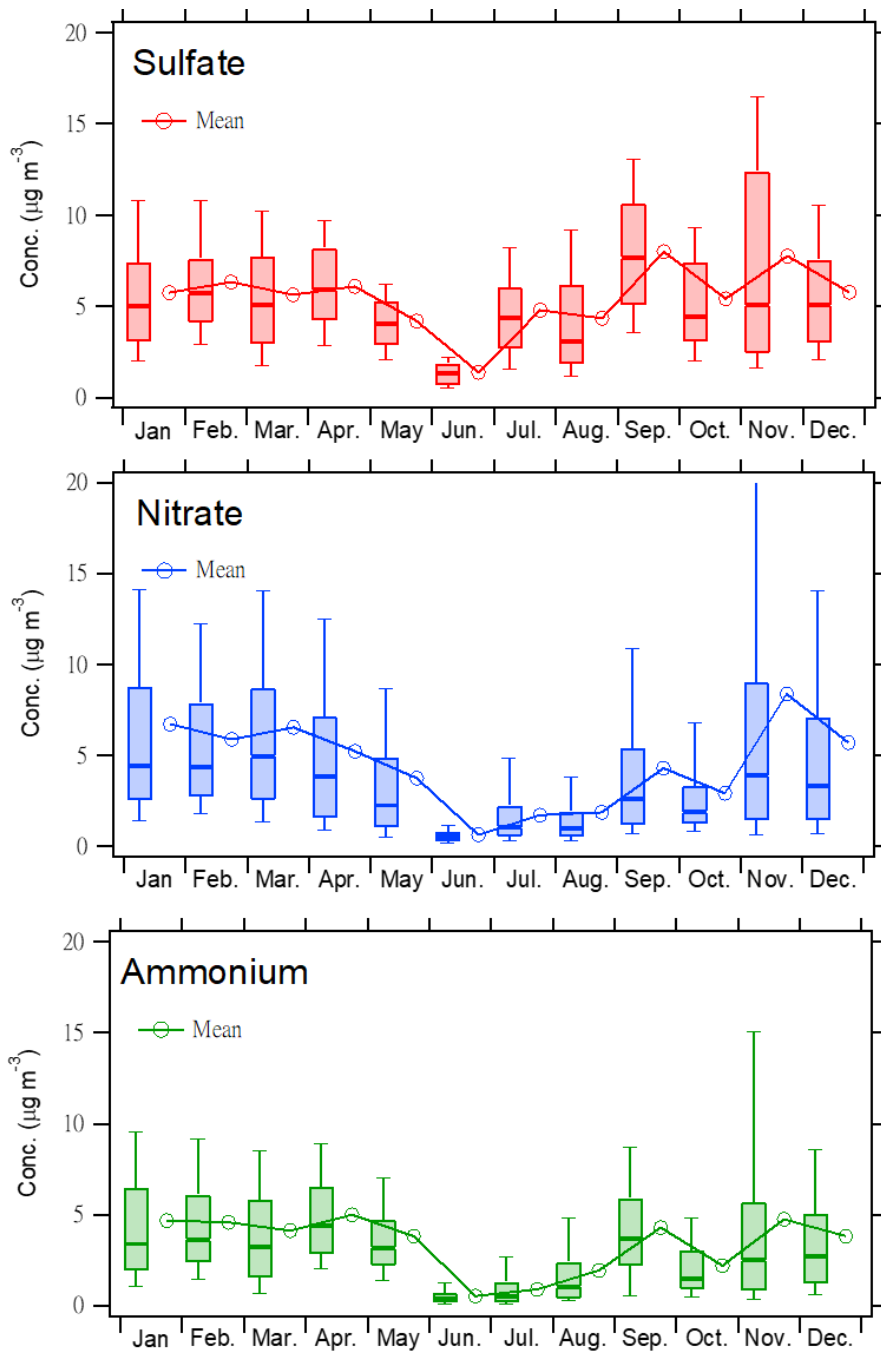 Sulfate
Mean
Conc. (μg m⁻³)
20
15
10
5
0
Jan Feb. Mar. Apr. May Jun. Jul. Aug. Sep. Oct. Nov. Dec.
Nitrate
Mean
Conc. (μg m⁻³)
20
15
10
5
0
Jan Feb. Mar. Apr. May Jun. Jul. Aug. Sep. Oct. Nov. Dec.
Ammonium
Mean
Conc. (μg m⁻³)
20
15
10
5
0
Jan Feb. Mar. Apr. May Jun. Jul. Aug. Sep. Oct. Nov. Dec.